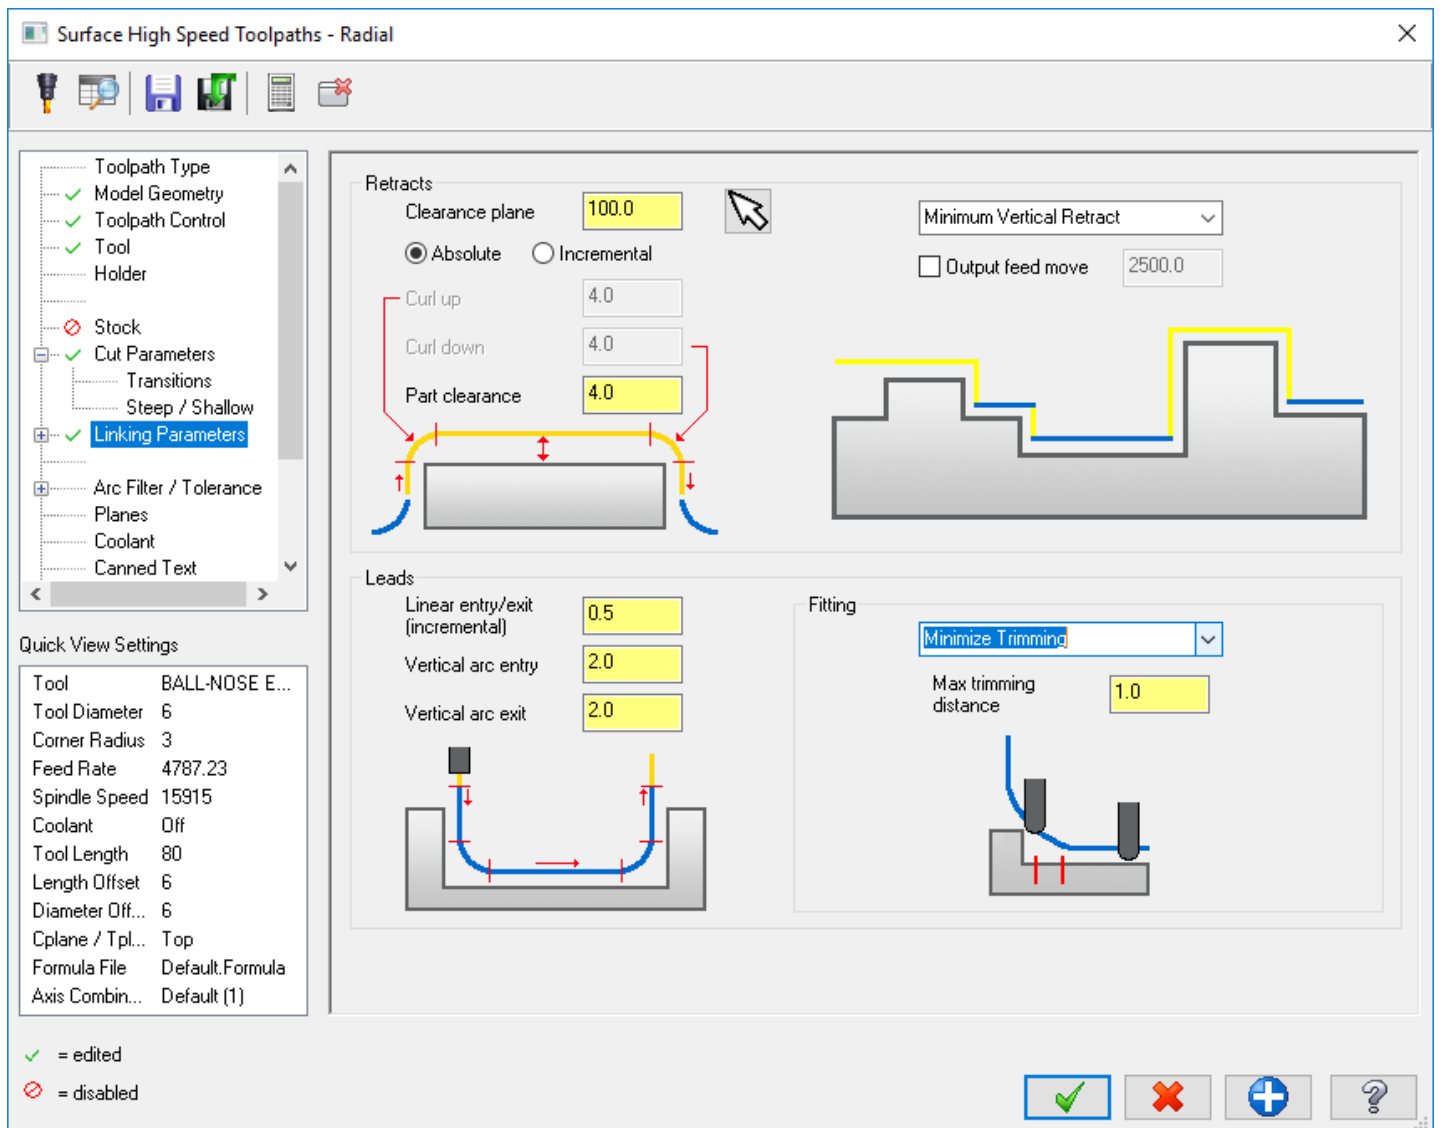 Surface High Speed Toolpaths - Radial
Toolpath Type
Model Geometry
Toolpath Control
Tool
Holder
Stock
Cut Parameters
Transitions
Steep / Shallow
Linking Parameters
Arc Filter / Tolerance
Planes
Coolant
Canned Text
Quick View Settings
Tool BALL-NOSE E...
Tool Diameter 6
Corner Radius 3
Feed Rate 4787.23
Spindle Speed 15915
Coolant Off
Tool Length 80
Length Offset 6
Diameter Off... 6
Cplane / Tpl... Top
Formula File Default.Formula
Axis Combin... Default (1)
= edited
= disabled
Retracts
Clearance plane 100.0
Absolute Incremental
Curl up 4.0
Curl down 4.0
Part clearance 4.0
Minimum Vertical Retract
Output feed move 2500.0
Leads
Linear entry/exit
(incremental) 0.5
Vertical arc entry 2.0
Vertical arc exit 2.0
Fitting
Minimize Trimming
Max trimming
distance 1.0